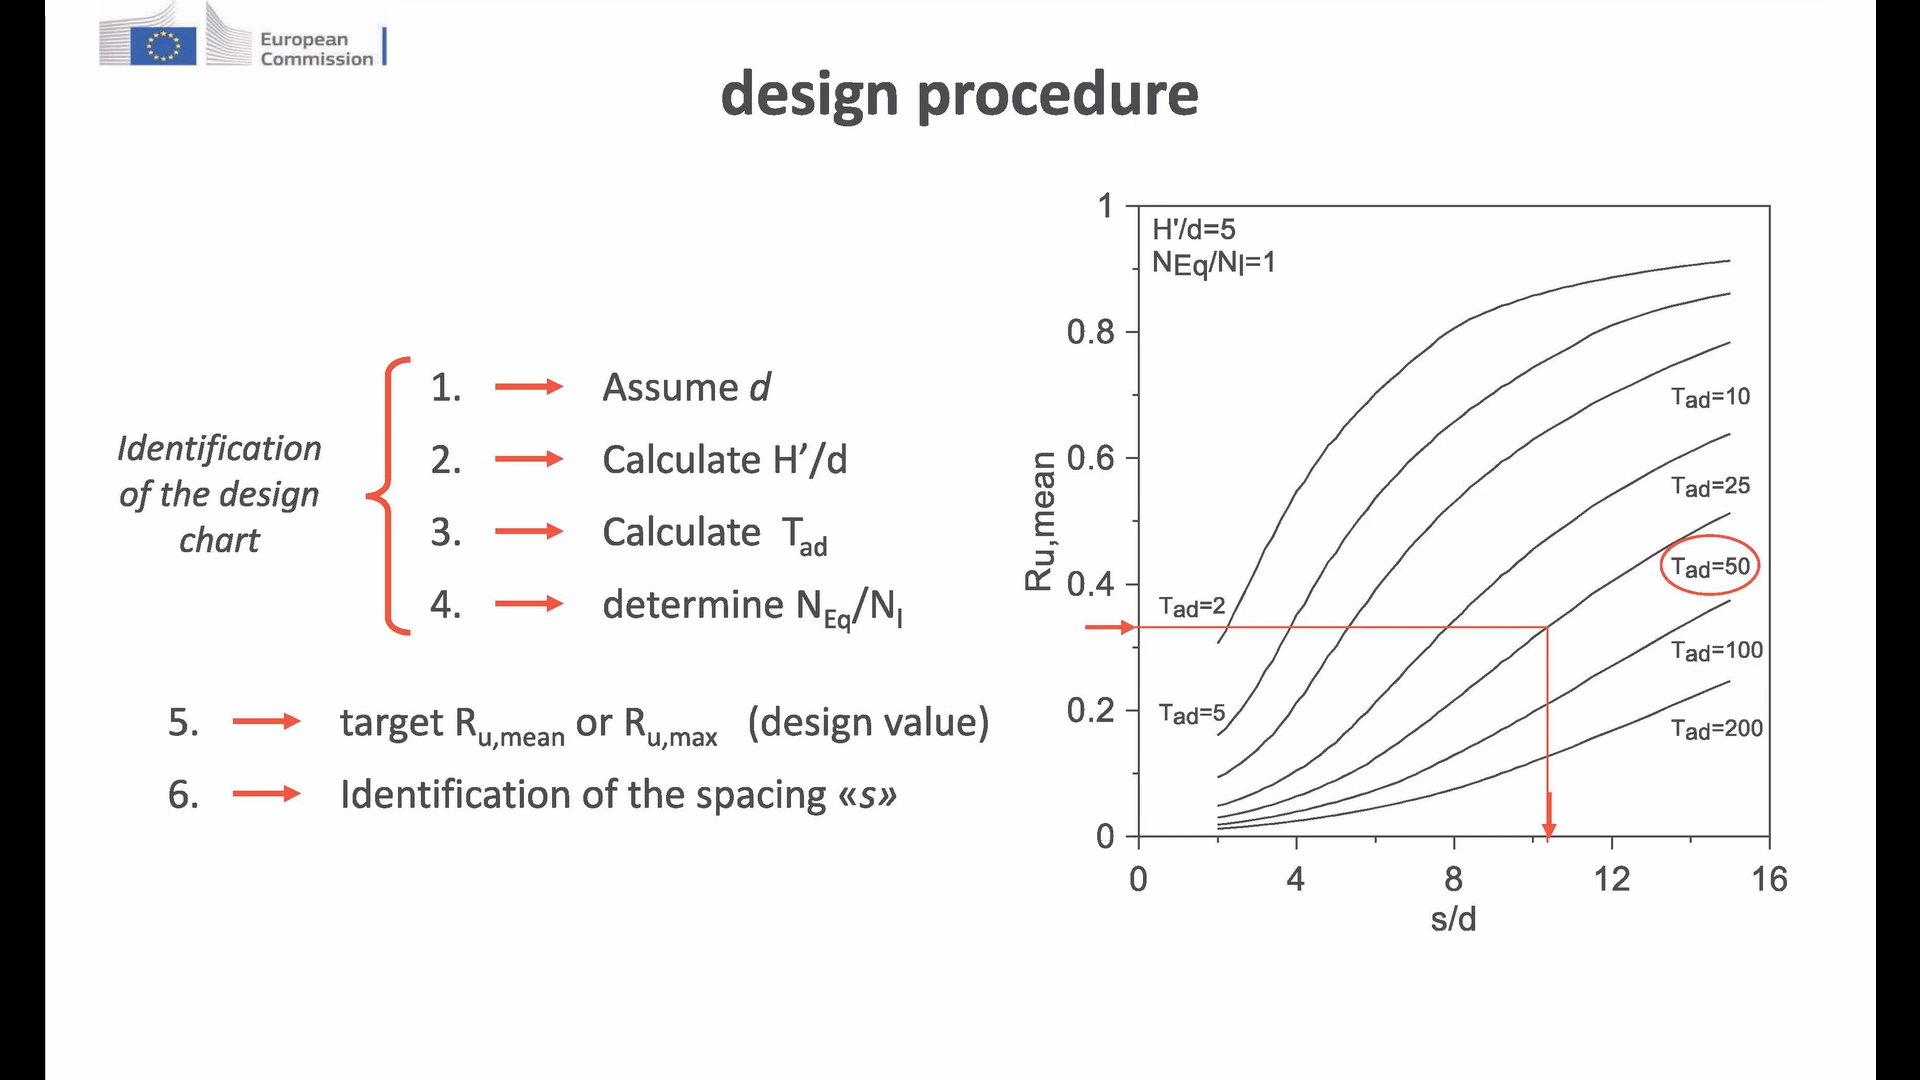 European
Commission
design procedure
Identification
of the design
chart
1. Assume d
2. Calculate H’/d
3. Calculate Tad
4. determine NEq/NI
5. target Ru,mean or Ru,max (design value)
6. Identification of the spacing «s»
H'/d=5
NEq/NI=1
1
0.8
0.6
0.4
0.2
0
Ru,mean
Tad=10
Tad=25
Tad=50
Tad=2
Tad=100
Tad=5
Tad=200
0 4 8 12 16
s/d